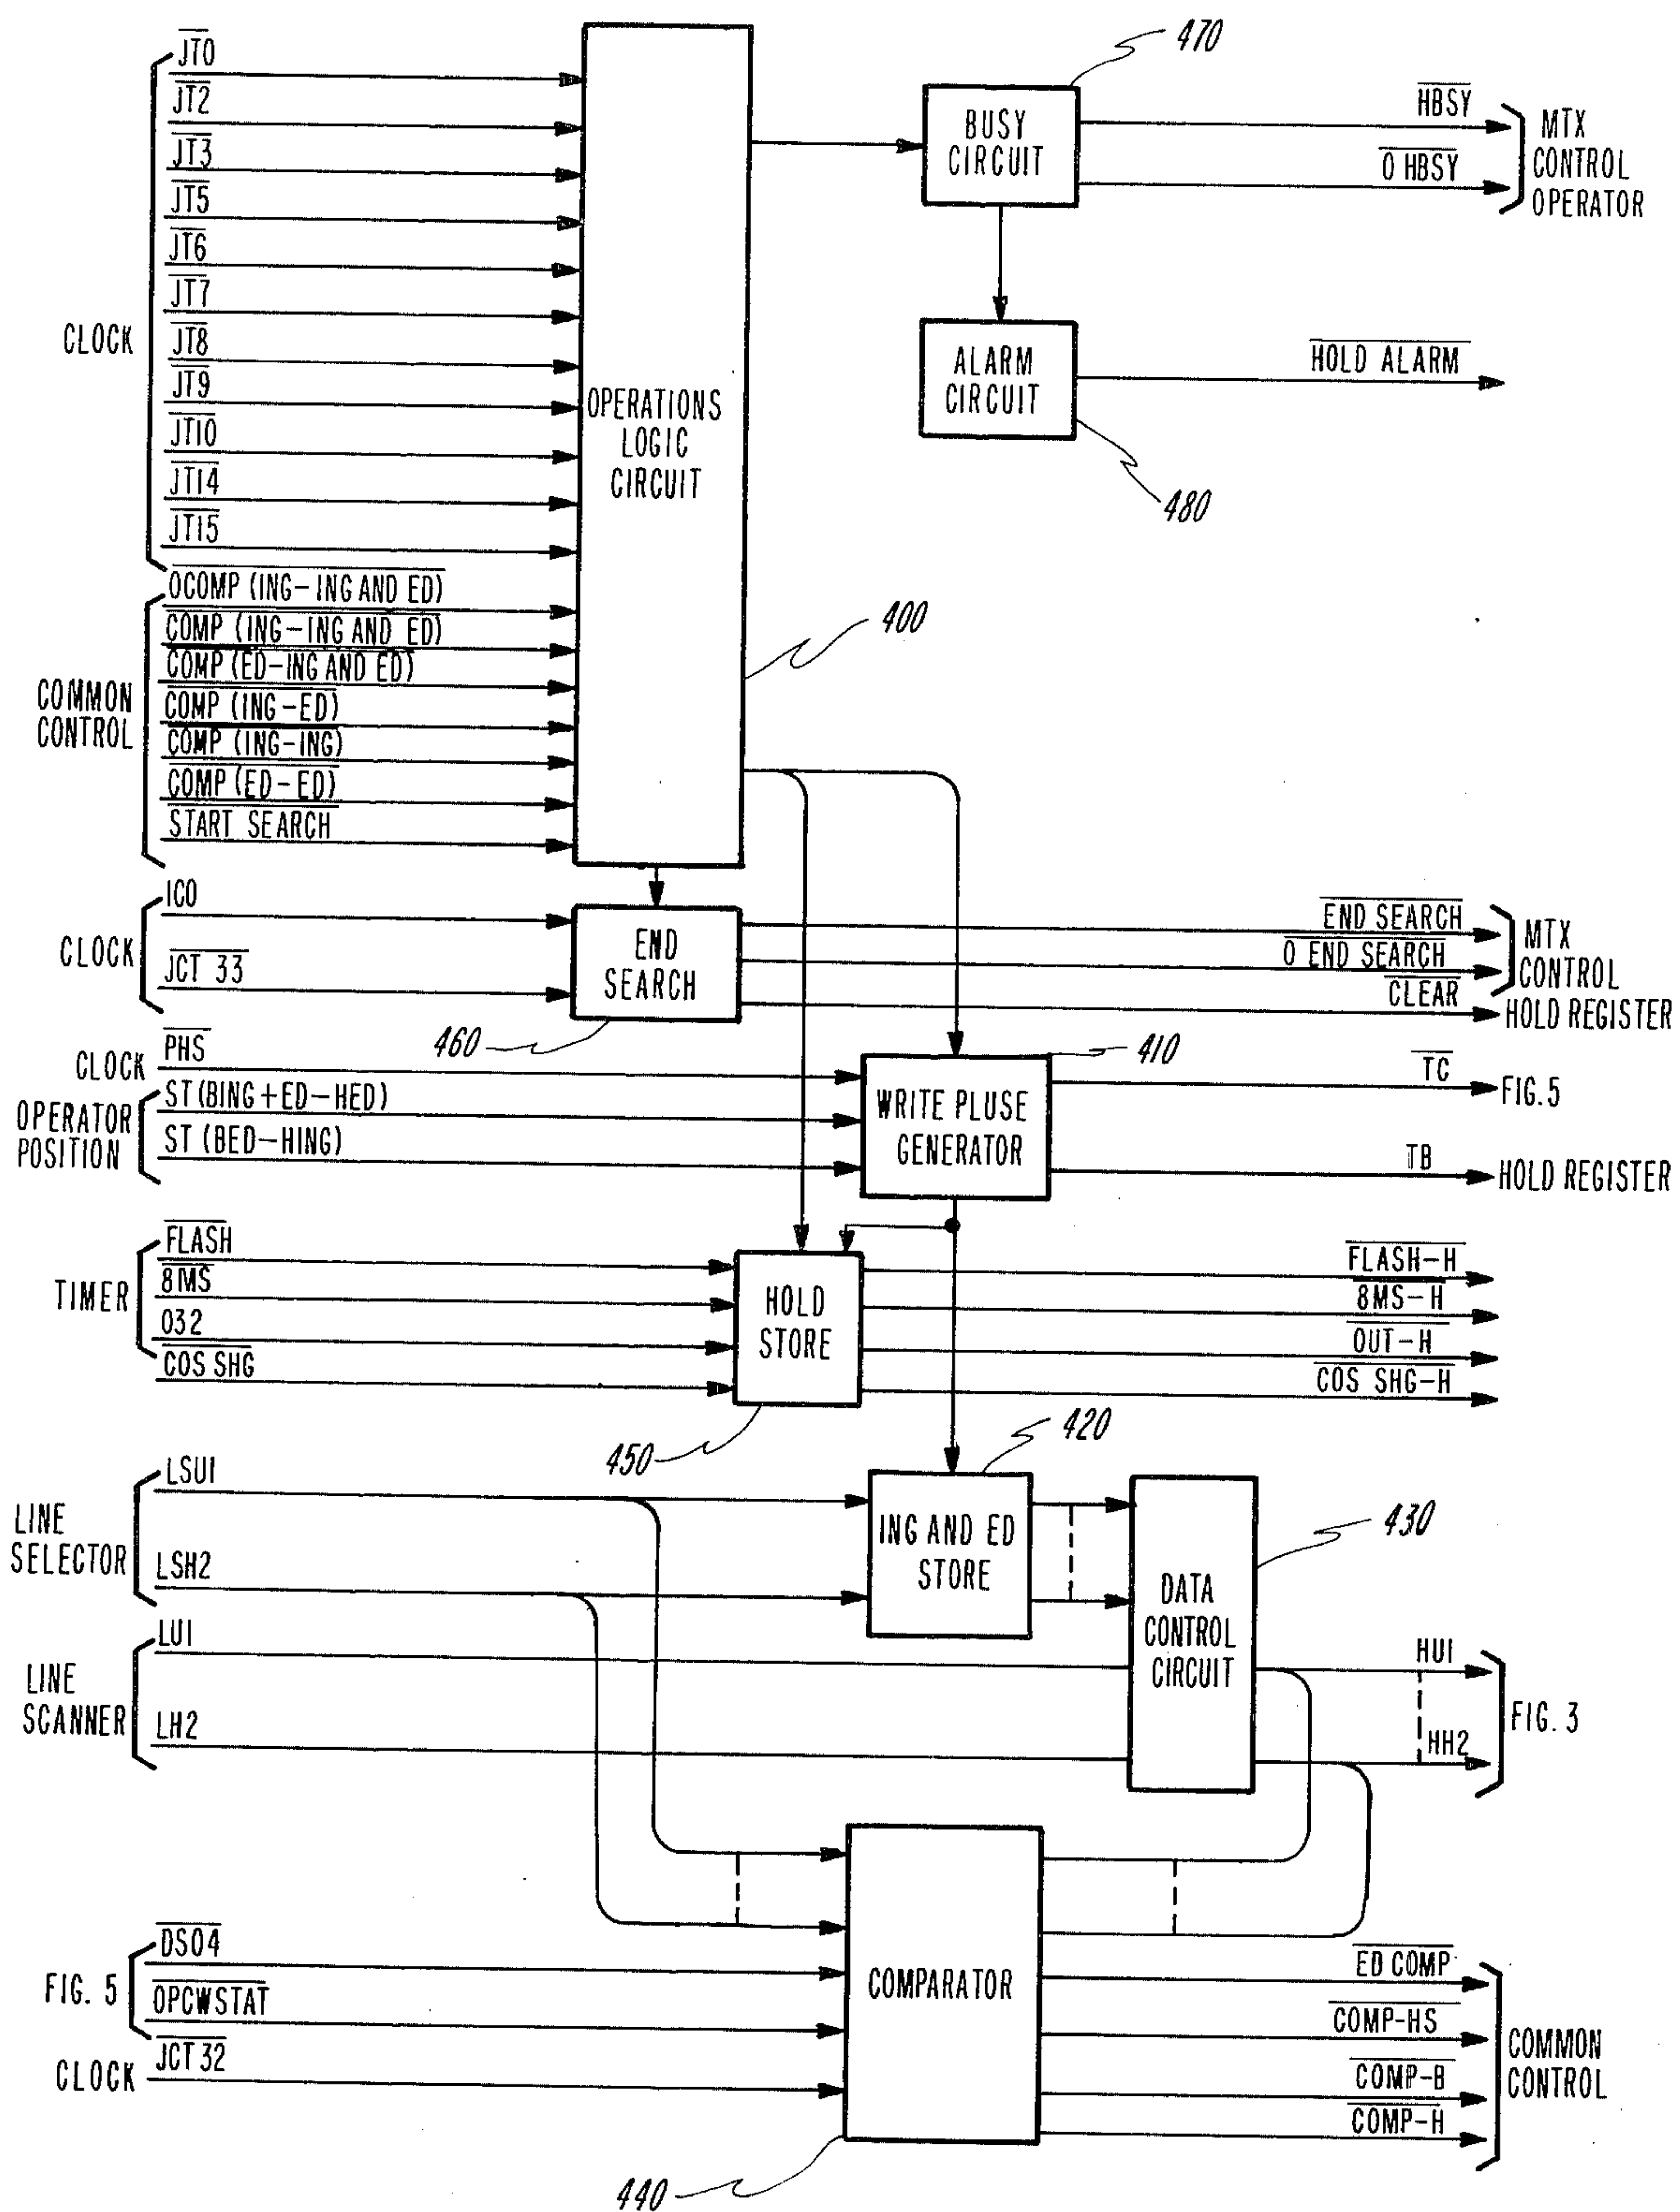 470
JT0
JT2
JT3
JT5
JT6
JT7
JT8
JT9
JT10
JT14
JT15
CLOCK
OPERATIONS
LOGIC
CIRCUIT
BUSY
CIRCUIT
HBSY
O HBSY
MTX
CONTROL
OPERATOR
ALARM
CIRCUIT
HOLD ALARM
480
OCOMP (ING-ING AND ED)
COMP (ING-ING AND ED)
COMP (ED-ING AND ED)
COMP (ING-ED)
COMP (ING-ING)
COMP (ED-ED)
START SEARCH
COMMON
CONTROL
400
CLOCK
ICO
JCT 33
END
SEARCH
460
END SEARCH
O END SEARCH
CLEAR
MTX
CONTROL
HOLD REGISTER
CLOCK
PHS
OPERATOR
POSITION
ST (BING+ED-HED)
ST (BED-HING)
410
WRITE PLUSE
GENERATOR
TC
FIG. 5
TB
HOLD REGISTER
TIMER
FLASH
8MS
032
COS SHG
HOLD
STORE
450
FLASH-H
8MS-H
OUT-H
COS SHG-H
420
LINE
SELECTOR
LSU1
LSH2
ING AND ED
STORE
430
DATA
CONTROL
CIRCUIT
LINE
SCANNER
LU1
LH2
HU1
HH2
FIG. 3
FIG. 5
DS04
OPCWSTAT
CLOCK
JCT 32
COMPARATOR
440
ED COMP
COMP-HS
COMP-B
COMP-H
COMMON
CONTROL